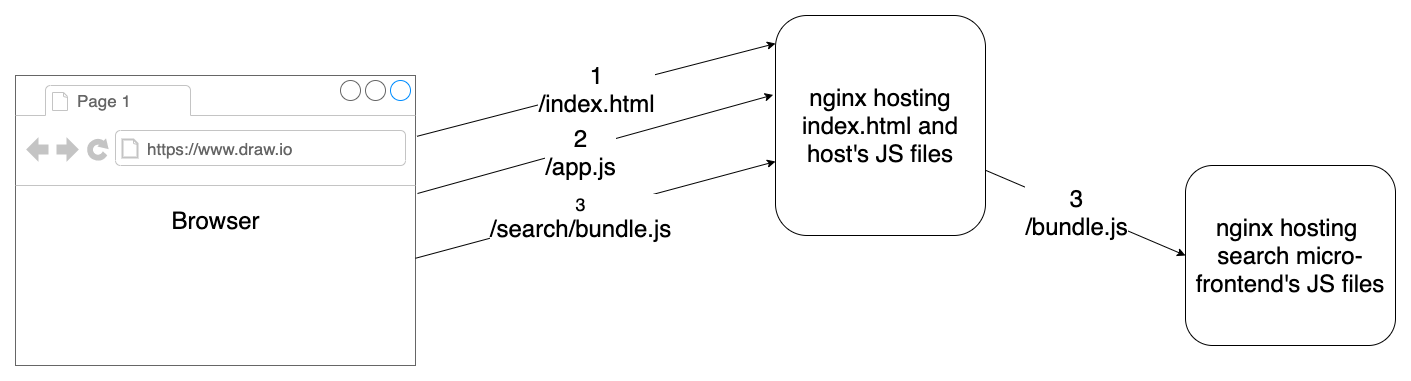 Page 1
https://www.draw.io
Browser
1
/index.html
2
/app.js
3
/search/bundle.js
nginx hosting
index.html and
host's JS files
3
/bundle.js
nginx hosting
search micro-
frontend's JS files